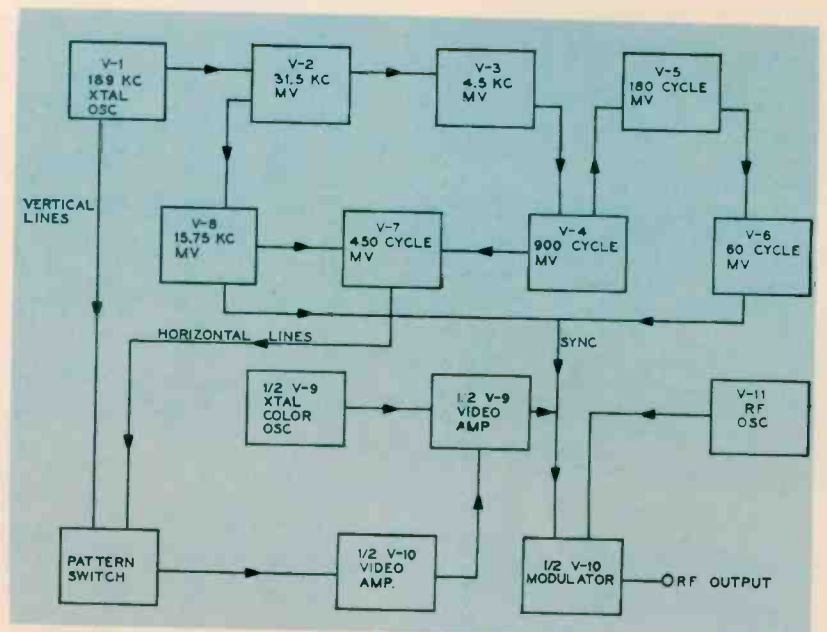 V-1
189 KC
XTAL
OSC
V-2
31.5 KC
MV
V-3
4.5 KC
MV
V-5
180 CYCLE
MV
VERTICAL
LINES
V-8
15.75 KC
MV
V-7
450 CYCLE
MV
V-4
900 CYCLE
MV
V-6
60 CYCLE
MV
HORIZONTAL LINES
SYNC
1/2 V-9
XTAL
COLOR
OSC
1/2 V-9
VIDEO
AMP
V-11
RF
OSC
PATTERN
SWITCH
1/2 V-10
VIDEO
AMP.
1/2 V-10
MODULATOR
RF OUTPUT